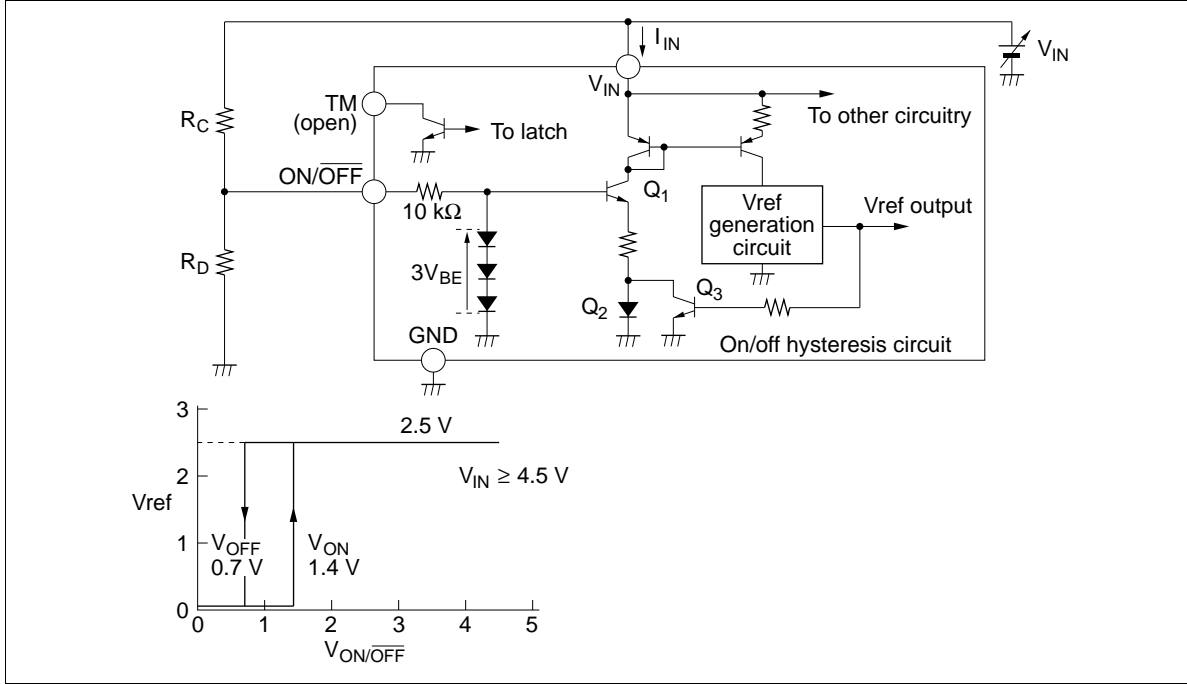 I_IN
V_IN
V_IN
TM
(open)
To latch
To other circuitry
R_C
ON/OFF
Q_1
10 kΩ
Vref
generation
circuit
Vref output
R_D
3V_BE
Q_2
Q_3
GND
On/off hysteresis circuit
3
2.5 V
2
V_IN ≥ 4.5 V
Vref
1
V_OFF
0.7 V
V_ON
1.4 V
0
0 1 2 3 4 5
V_ON/OFF